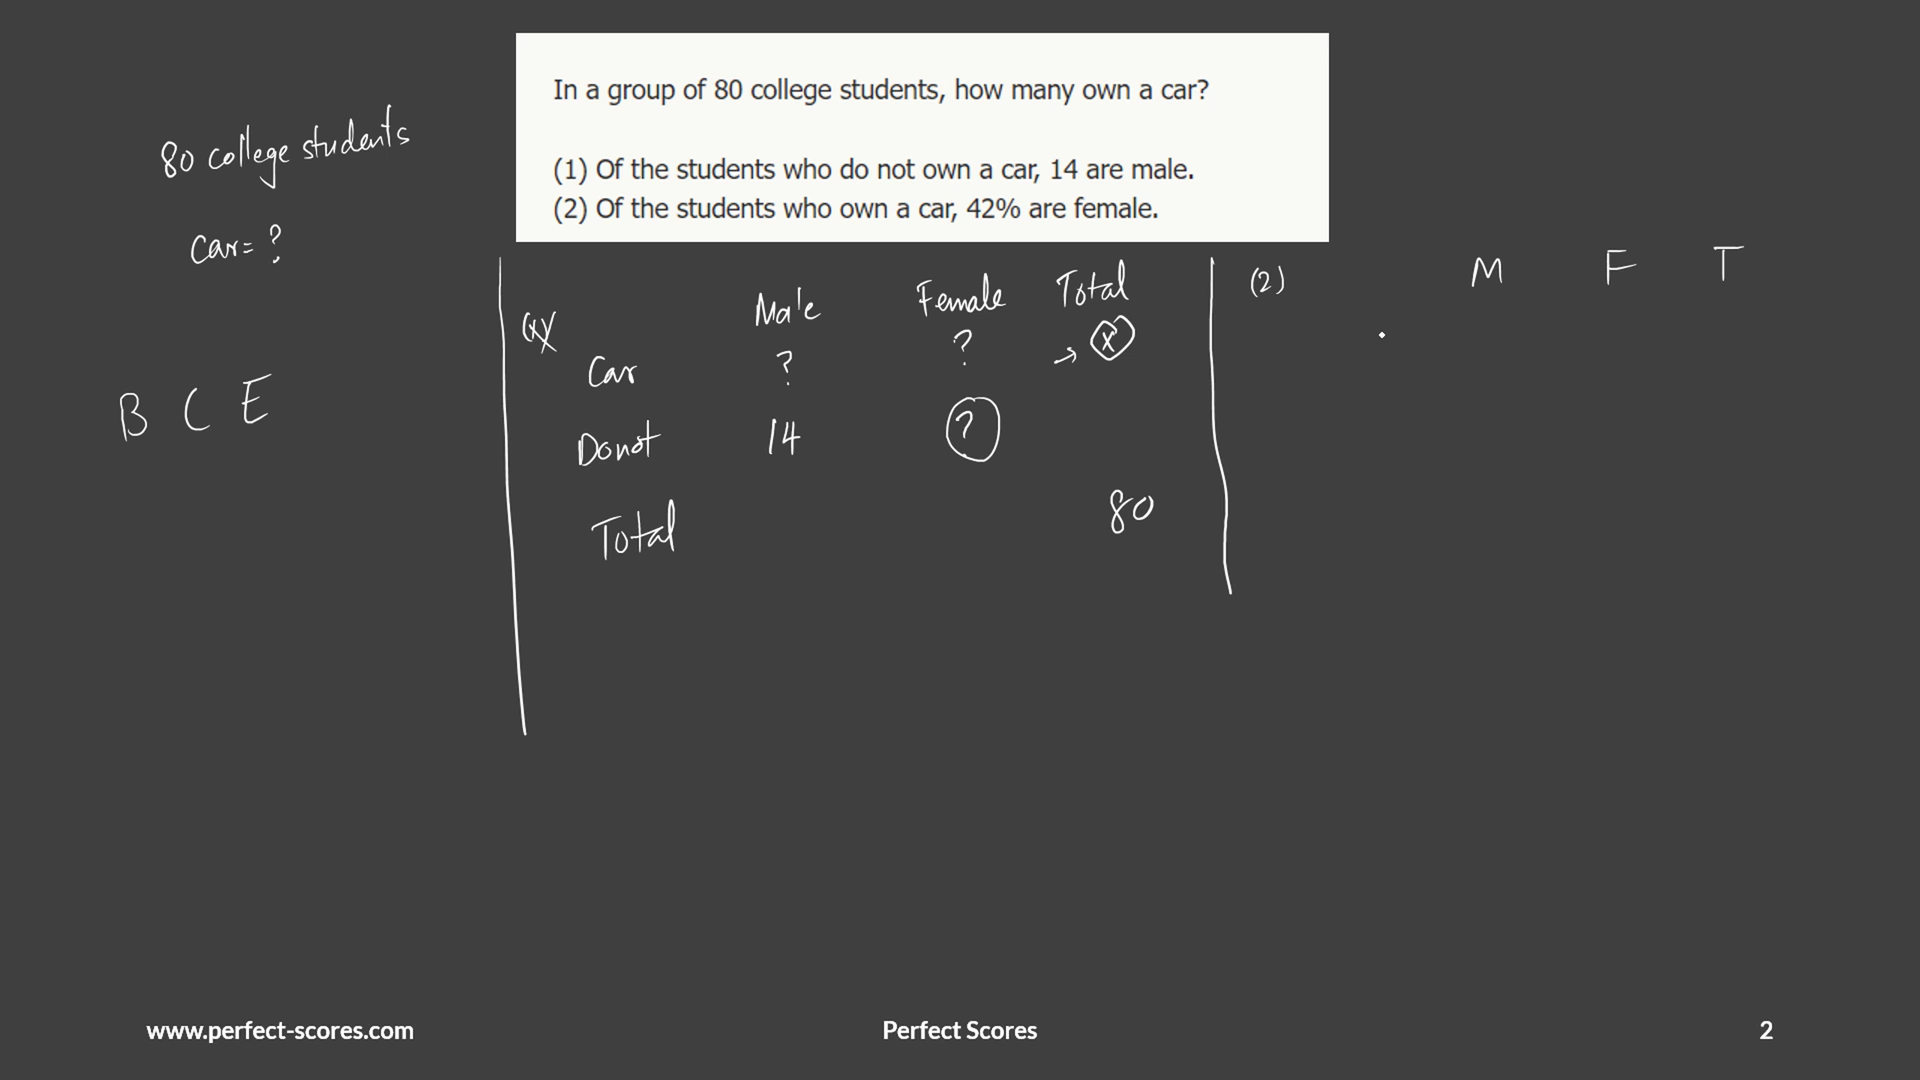 In a group of 80 college students, how many own a car?
(1) Of the students who do not own a car, 14 are male.
(2) Of the students who own a car, 42% are female.
80 college students
Car = ?
B C E
Male Female Total
Car ? ? → X
Do not 14 ?
Total 80
(2) M F T
www.perfect-scores.com Perfect Scores 2